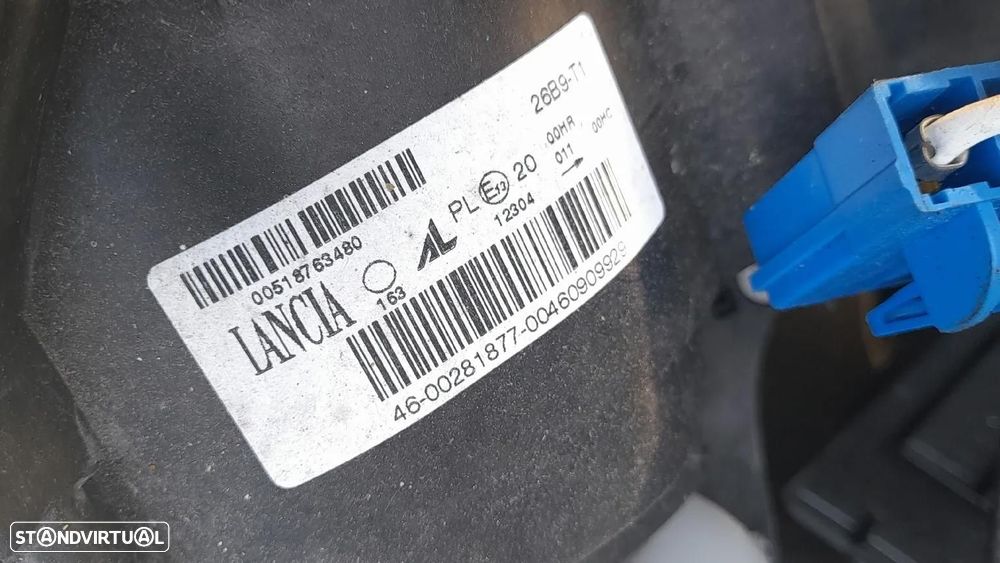 00518763480
26B9-T1
LANCIA
163
AL
PL E13 20
12304
00HR 00HC
011 →
46-00281877-00460909929
STANDVIRTUAL